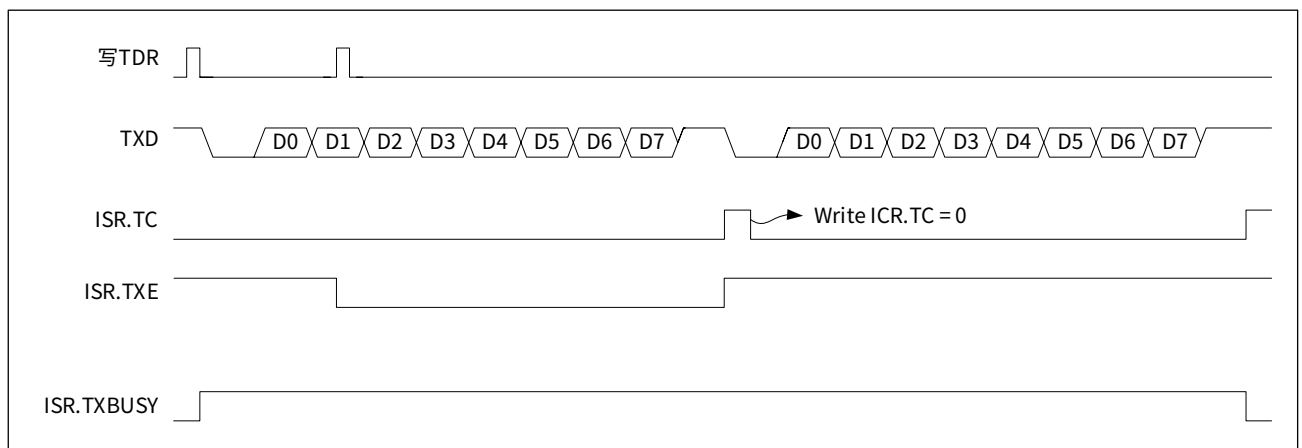 写TDR
TXD D0 D1 D2 D3 D4 D5 D6 D7 D0 D1 D2 D3 D4 D5 D6 D7
ISR.TC Write ICR.TC = 0
ISR.TXE
ISR.TXBUSY